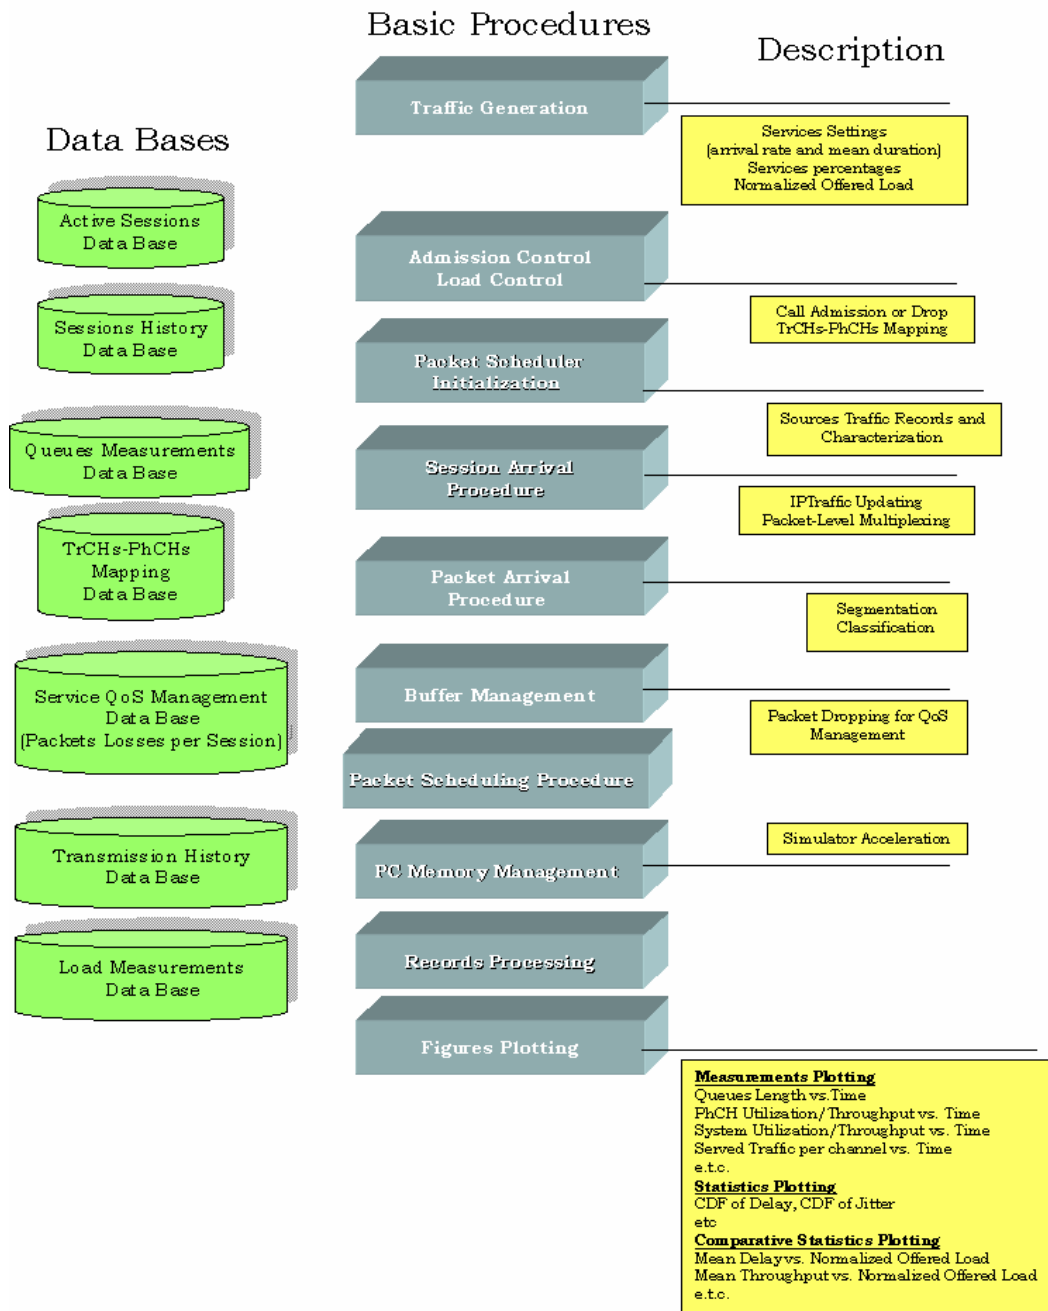 Basic Procedures
Description
Data Bases
Traffic Generation
Services Settings
(arrival rate and mean duration)
Services percentages
Normalized Offered Load
Active Sessions
Data Base
Admission Control
Load Control
Call Admission or Drop
TrCHs-PhCHs Mapping
Sessions History
Data Base
Packet Scheduler
Initialization
Sources Traffic Records and
Characterization
Queues Measurements
Data Base
Session Arrival
Procedure
IPTraffic Updating
Packet-Level Multiplexing
TrCHs-PhCHs
Mapping
Data Base
Packet Arrival
Procedure
Segmentation
Classification
Service QoS Management
Data Base
(Packets Losses per Session)
Buffer Management
Packet Dropping for QoS
Management
Packet Scheduling Procedure
Transmission History
Data Base
PC Memory Management
Simulator Acceleration
Load Measurements
Data Base
Records Processing
Figures Plotting
Measurements Plotting
Queues Length vs.Time
PhCH Utilization/Throughput vs. Time
System Utilization/Throughput vs. Time
Served Traffic per channel vs. Time
e.t.c.
Statistics Plotting
CDF of Delay, CDF of Jitter
etc
Comparative Statistics Plotting
Mean Delay vs. Normalized Offered Load
Mean Throughput vs. Normalized Offered Load
e.t.c.